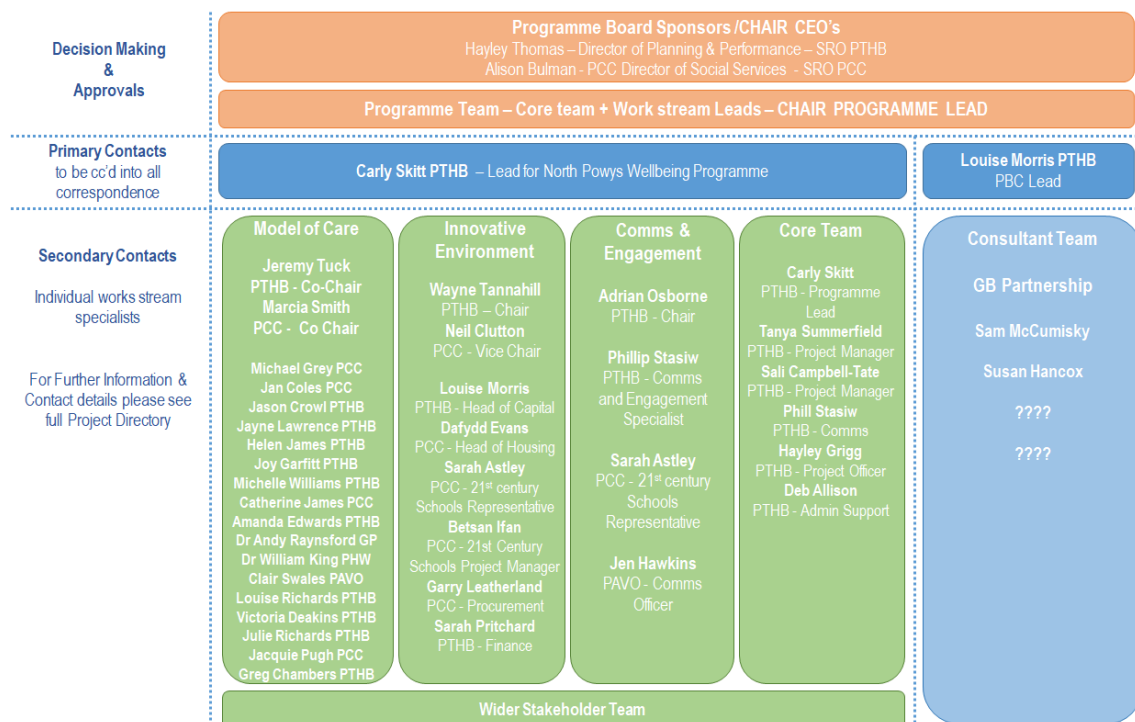 Decision Making
&
Approvals
Programme Board Sponsors /CHAIR CEO's
Hayley Thomas – Director of Planning & Performance – SRO PTHB
Alison Bulman - PCC Director of Social Services - SRO PCC
Programme Team – Core team + Work stream Leads – CHAIR PROGRAMME LEAD
Primary Contacts
to be cc'd into all
correspondence
Carly Skitt PTHB – Lead for North Powys Wellbeing Programme
Louise Morris PTHB
PBC Lead
Secondary Contacts
Individual works stream
specialists
For Further Information &
Contact details please see
full Project Directory
Model of Care
Jeremy Tuck
PTHB - Co-Chair
Marcia Smith
PCC - Co Chair
Michael Grey PCC
Jan Coles PCC
Jason Crowl PTHB
Jayne Lawrence PTHB
Helen James PTHB
Joy Garfitt PTHB
Michelle Williams PTHB
Catherine James PCC
Amanda Edwards PTHB
Dr Andy Raynsford GP
Dr William King PHW
Clair Swales PAVO
Louise Richards PTHB
Victoria Deakins PTHB
Julie Richards PTHB
Jacquie Pugh PCC
Greg Chambers PTHB
Innovative
Environment
Wayne Tannahill
PTHB – Chair
Neil Clutton
PCC - Vice Chair
Louise Morris
PTHB - Head of Capital
Dafydd Evans
PCC - Head of Housing
Sarah Astley
PCC - 21st century
Schools Representative
Betsan Ifan
PCC - 21st Century
Schools Project Manager
Garry Leatherland
PCC - Procurement
Sarah Pritchard
PTHB - Finance
Comms &
Engagement
Adrian Osborne
PTHB - Chair
Phillip Stasiw
PTHB - Comms
and Engagement
Specialist
Sarah Astley
PCC - 21st century
Schools
Representative
Jen Hawkins
PAVO - Comms
Officer
Core Team
Carly Skitt
PTHB - Programme
Lead
Tanya Summerfield
PTHB - Project Manager
Sali Campbell-Tate
PTHB - Project Manager
Phill Stasiw
PTHB - Comms
Hayley Grigg
PTHB - Project Officer
Deb Allison
PTHB - Admin Support
Consultant Team
GB Partnership
Sam McCumisky
Susan Hancox
????
????
Wider Stakeholder Team